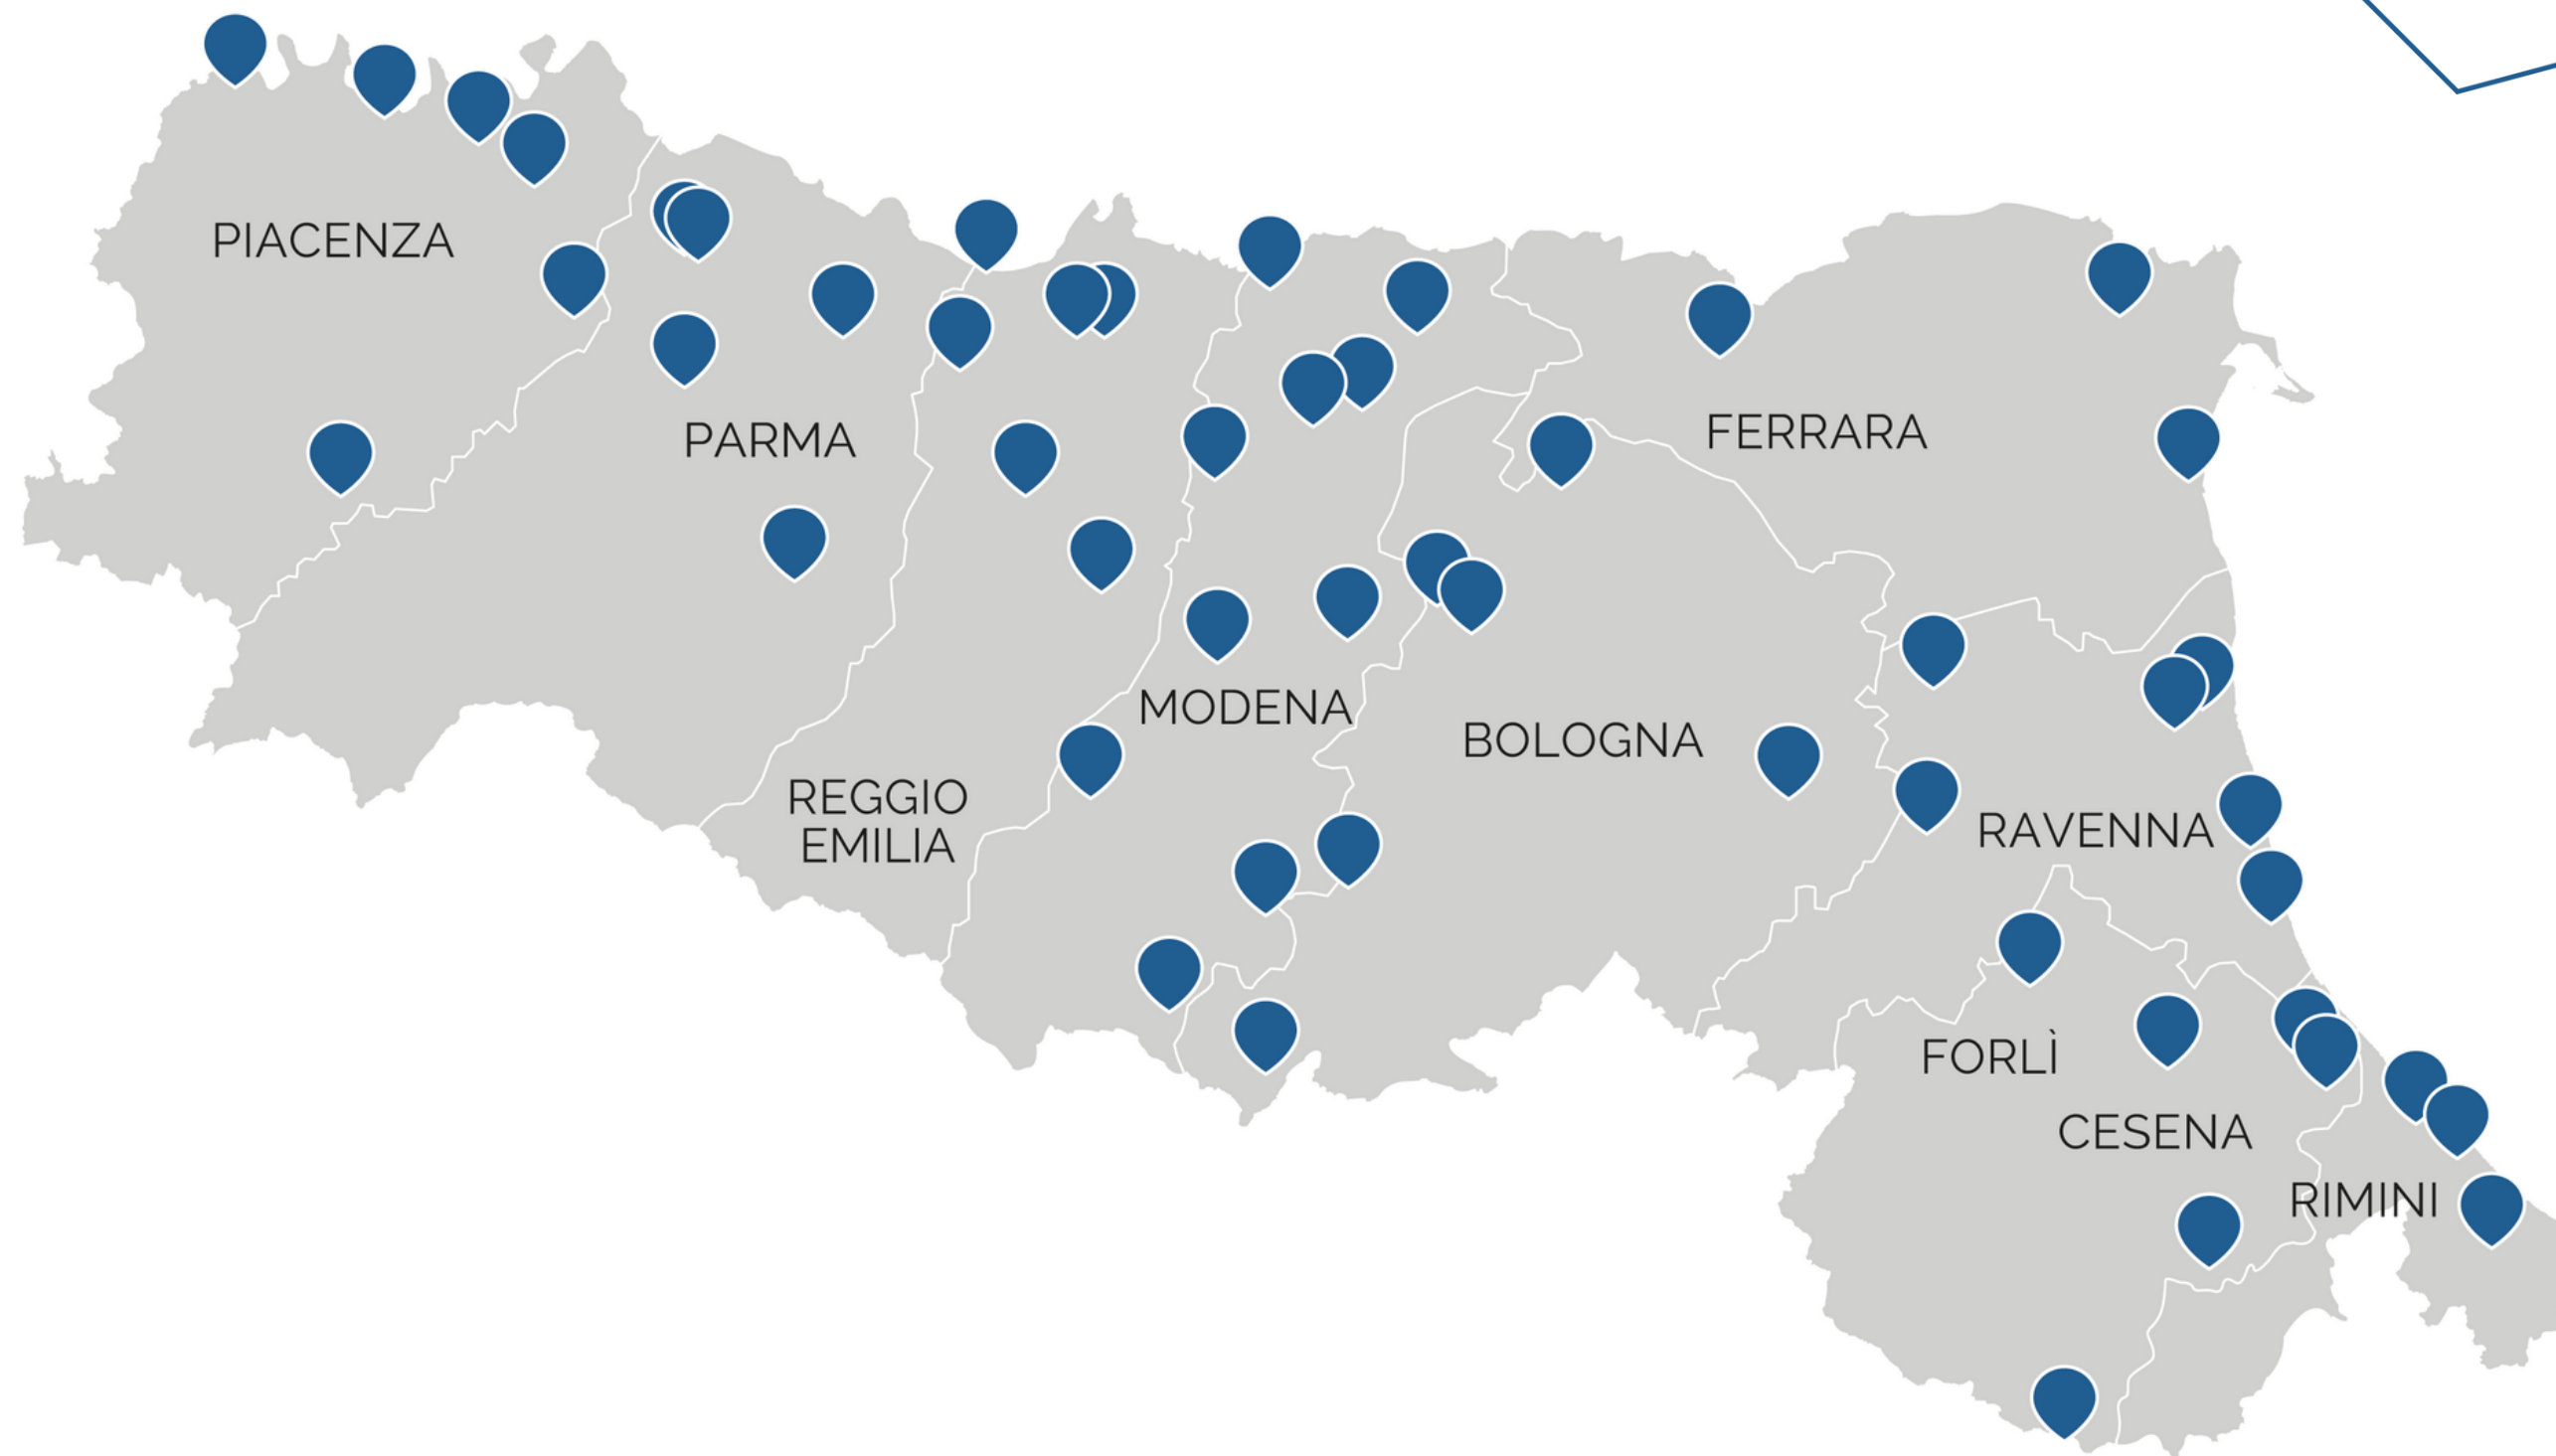 PIACENZA
PARMA
FERRARA
MODENA
BOLOGNA
REGGIO
EMILIA
RAVENNA
FORLÌ
CESENA
RIMINI